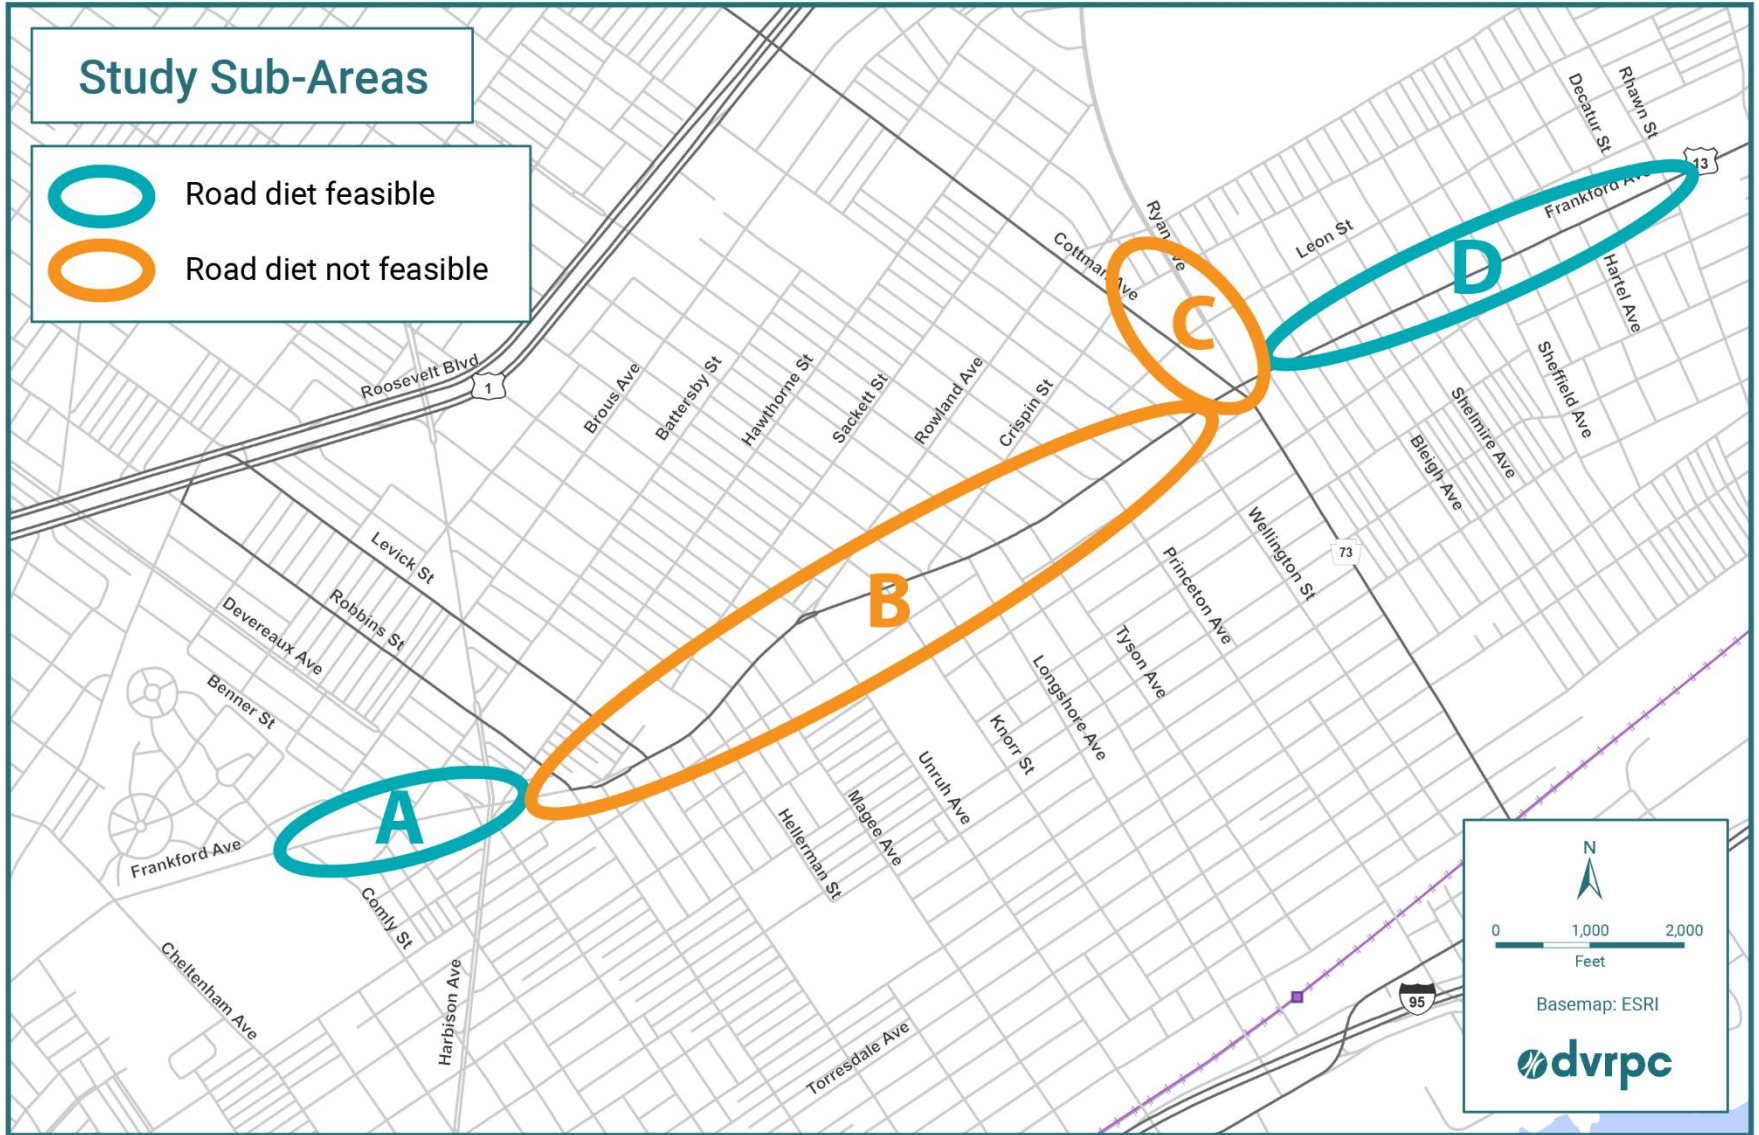 Study Sub-Areas
Road diet feasible
Road diet not feasible
Decatur St
Rhawn St
13
Frankford Ave
Ryan Ave
Leon St
Cottman Ave
D
C
Hartel Ave
Roosevelt Blvd
1
Brous Ave
Battersby St
Hawthorne St
Sackett St
Rowland Ave
Crispin St
Sheffield Ave
Shelmire Ave
Bleigh Ave
Levick St
Robbins St
Devereaux Ave
Benner St
B
Wellington St
73
Princeton Ave
Tyson Ave
Longshore Ave
Knorr St
Unruh Ave
Magee Ave
Hellerman St
A
Frankford Ave
Comly St
Cheltenham Ave
Harbison Ave
Torresdale Ave
95
N
0 1,000 2,000
Feet
Basemap: ESRI
dvrpc